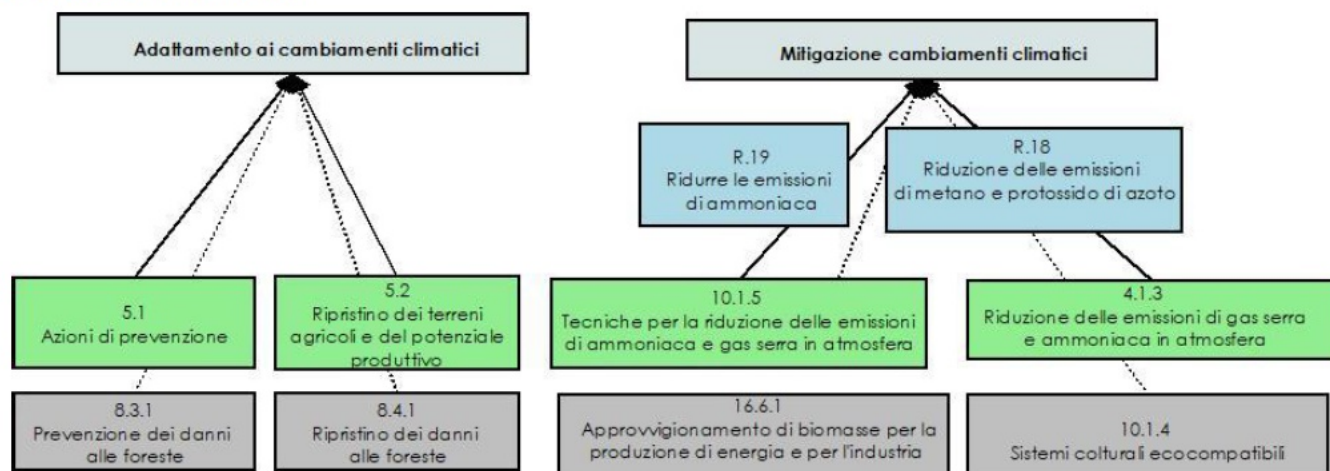 Adattamento ai cambiamenti climatici
Mitigazione cambiamenti climatici
R.19
Ridurre le emissioni
di ammoniaca
R.18
Riduzione delle emissioni
di metano e protossido di azoto
5.1
Azioni di prevenzione
5.2
Ripristino dei terreni
agricoli e del potenziale
produttivo
10.1.5
Tecniche per la riduzione delle emissioni
di ammoniaca e gas serra in atmosfera
4.1.3
Riduzione delle emissioni di gas serra
e ammoniaca in atmosfera
8.3.1
Prevenzione dei danni
alle foreste
8.4.1
Ripristino dei danni
alle foreste
16.6.1
Approvvigionamento di biomasse per la
produzione di energia e per l'industria
10.1.4
Sistemi colturali ecocompatibili